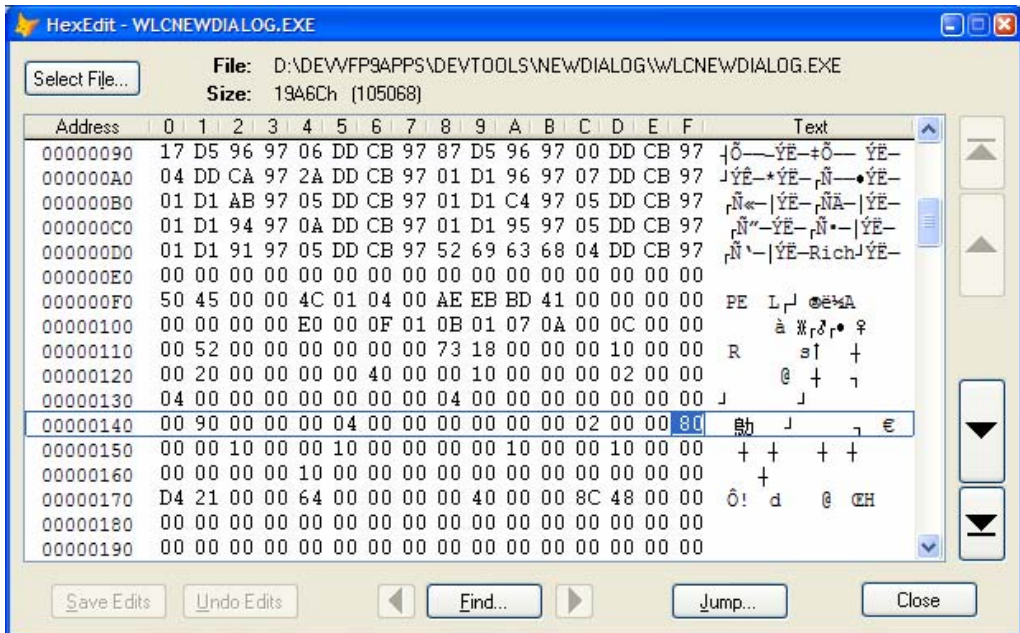 HexEdit - WLCNEWDIALOG.EXE
Select File...
File: D:\DEVVFP9APPS\DEVTOOLS\NEWDIALOG\WLCNEWDIALOG.EXE
Size: 19A6Ch (105068)
Address 0 1 2 3 4 5 6 7 8 9 A B C D E F Text
00000090 17 D5 96 97 06 DD CB 97 87 D5 96 97 00 DD CB 97 ┤Õ——-ÝË—‡Õ—— ÝË—
000000A0 04 DD CA 97 2A DD CB 97 01 D1 96 97 07 DD CB 97 ┘ÝÊ—*ÝË—┌Ñ——•ÝË—
000000B0 01 D1 AB 97 05 DD CB 97 01 D1 C4 97 05 DD CB 97 ┌Ñ«—|ÝË—┌ÑÄ—|ÝË—
000000C0 01 D1 94 97 0A DD CB 97 01 D1 95 97 05 DD CB 97 ┌Ñ”—ÝË—┌Ñ•—|ÝË—
000000D0 01 D1 91 97 05 DD CB 97 52 69 63 68 04 DD CB 97 ┌Ñ‘—|ÝË—Rich┘ÝË—
000000E0 00 00 00 00 00 00 00 00 00 00 00 00 00 00 00 00
000000F0 50 45 00 00 4C 01 04 00 AE EB BD 41 00 00 00 00 PE L┌┘ ®ë½A
00000100 00 00 00 00 E0 00 0F 01 0B 01 07 0A 00 0C 00 00 à ¤┌♂┌• ♀
00000110 00 52 00 00 00 00 00 00 73 18 00 00 00 10 00 00 R s↑ ┼
00000120 00 20 00 00 00 00 40 00 00 10 00 00 00 02 00 00 @ ┼ ┐
00000130 04 00 00 00 00 00 00 00 04 00 00 00 00 00 00 00 ┘ ┘
00000140 00 90 00 00 00 04 00 00 00 00 00 00 02 00 00 80 ┘ ┐ €
00000150 00 00 10 00 00 10 00 00 00 00 10 00 00 10 00 00 ┼ ┼ ┼ ┼
00000160 00 00 00 00 10 00 00 00 00 00 00 00 00 00 00 00 ┼
00000170 D4 21 00 00 64 00 00 00 00 40 00 00 8C 48 00 00 Ô! d @ ŒH
00000180 00 00 00 00 00 00 00 00 00 00 00 00 00 00 00 00
00000190 00 00 00 00 00 00 00 00 00 00 00 00 00 00 00 00
Save Edits Undo Edits Find... Jump... Close